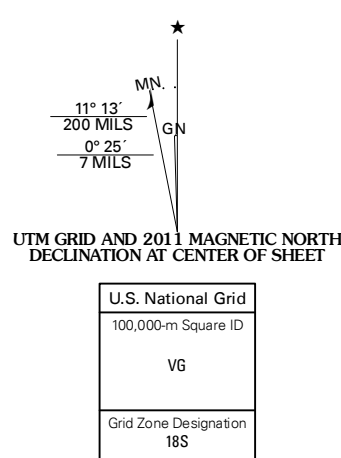 ★
MN
11° 13´
200 MILS
GN
0° 25´
7 MILS
UTM GRID AND 2011 MAGNETIC NORTH
DECLINATION AT CENTER OF SHEET
U.S. National Grid
100,000-m Square ID
VG
Grid Zone Designation
18S